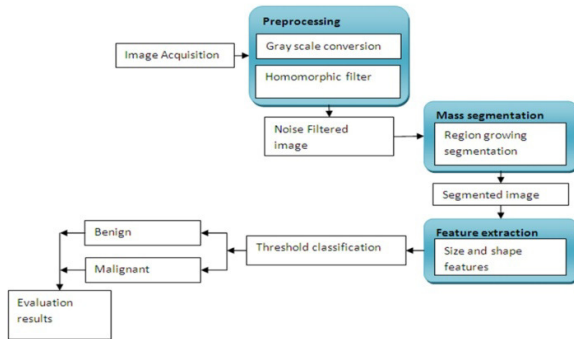 Preprocessing
Image Acquisition
Gray scale conversion
Homomorphic filter
Noise Filtered
image
Mass segmentation
Region growing
segmentation
Segmented image
Feature extraction
Size and shape
features
Threshold classification
Benign
Malignant
Evaluation
results